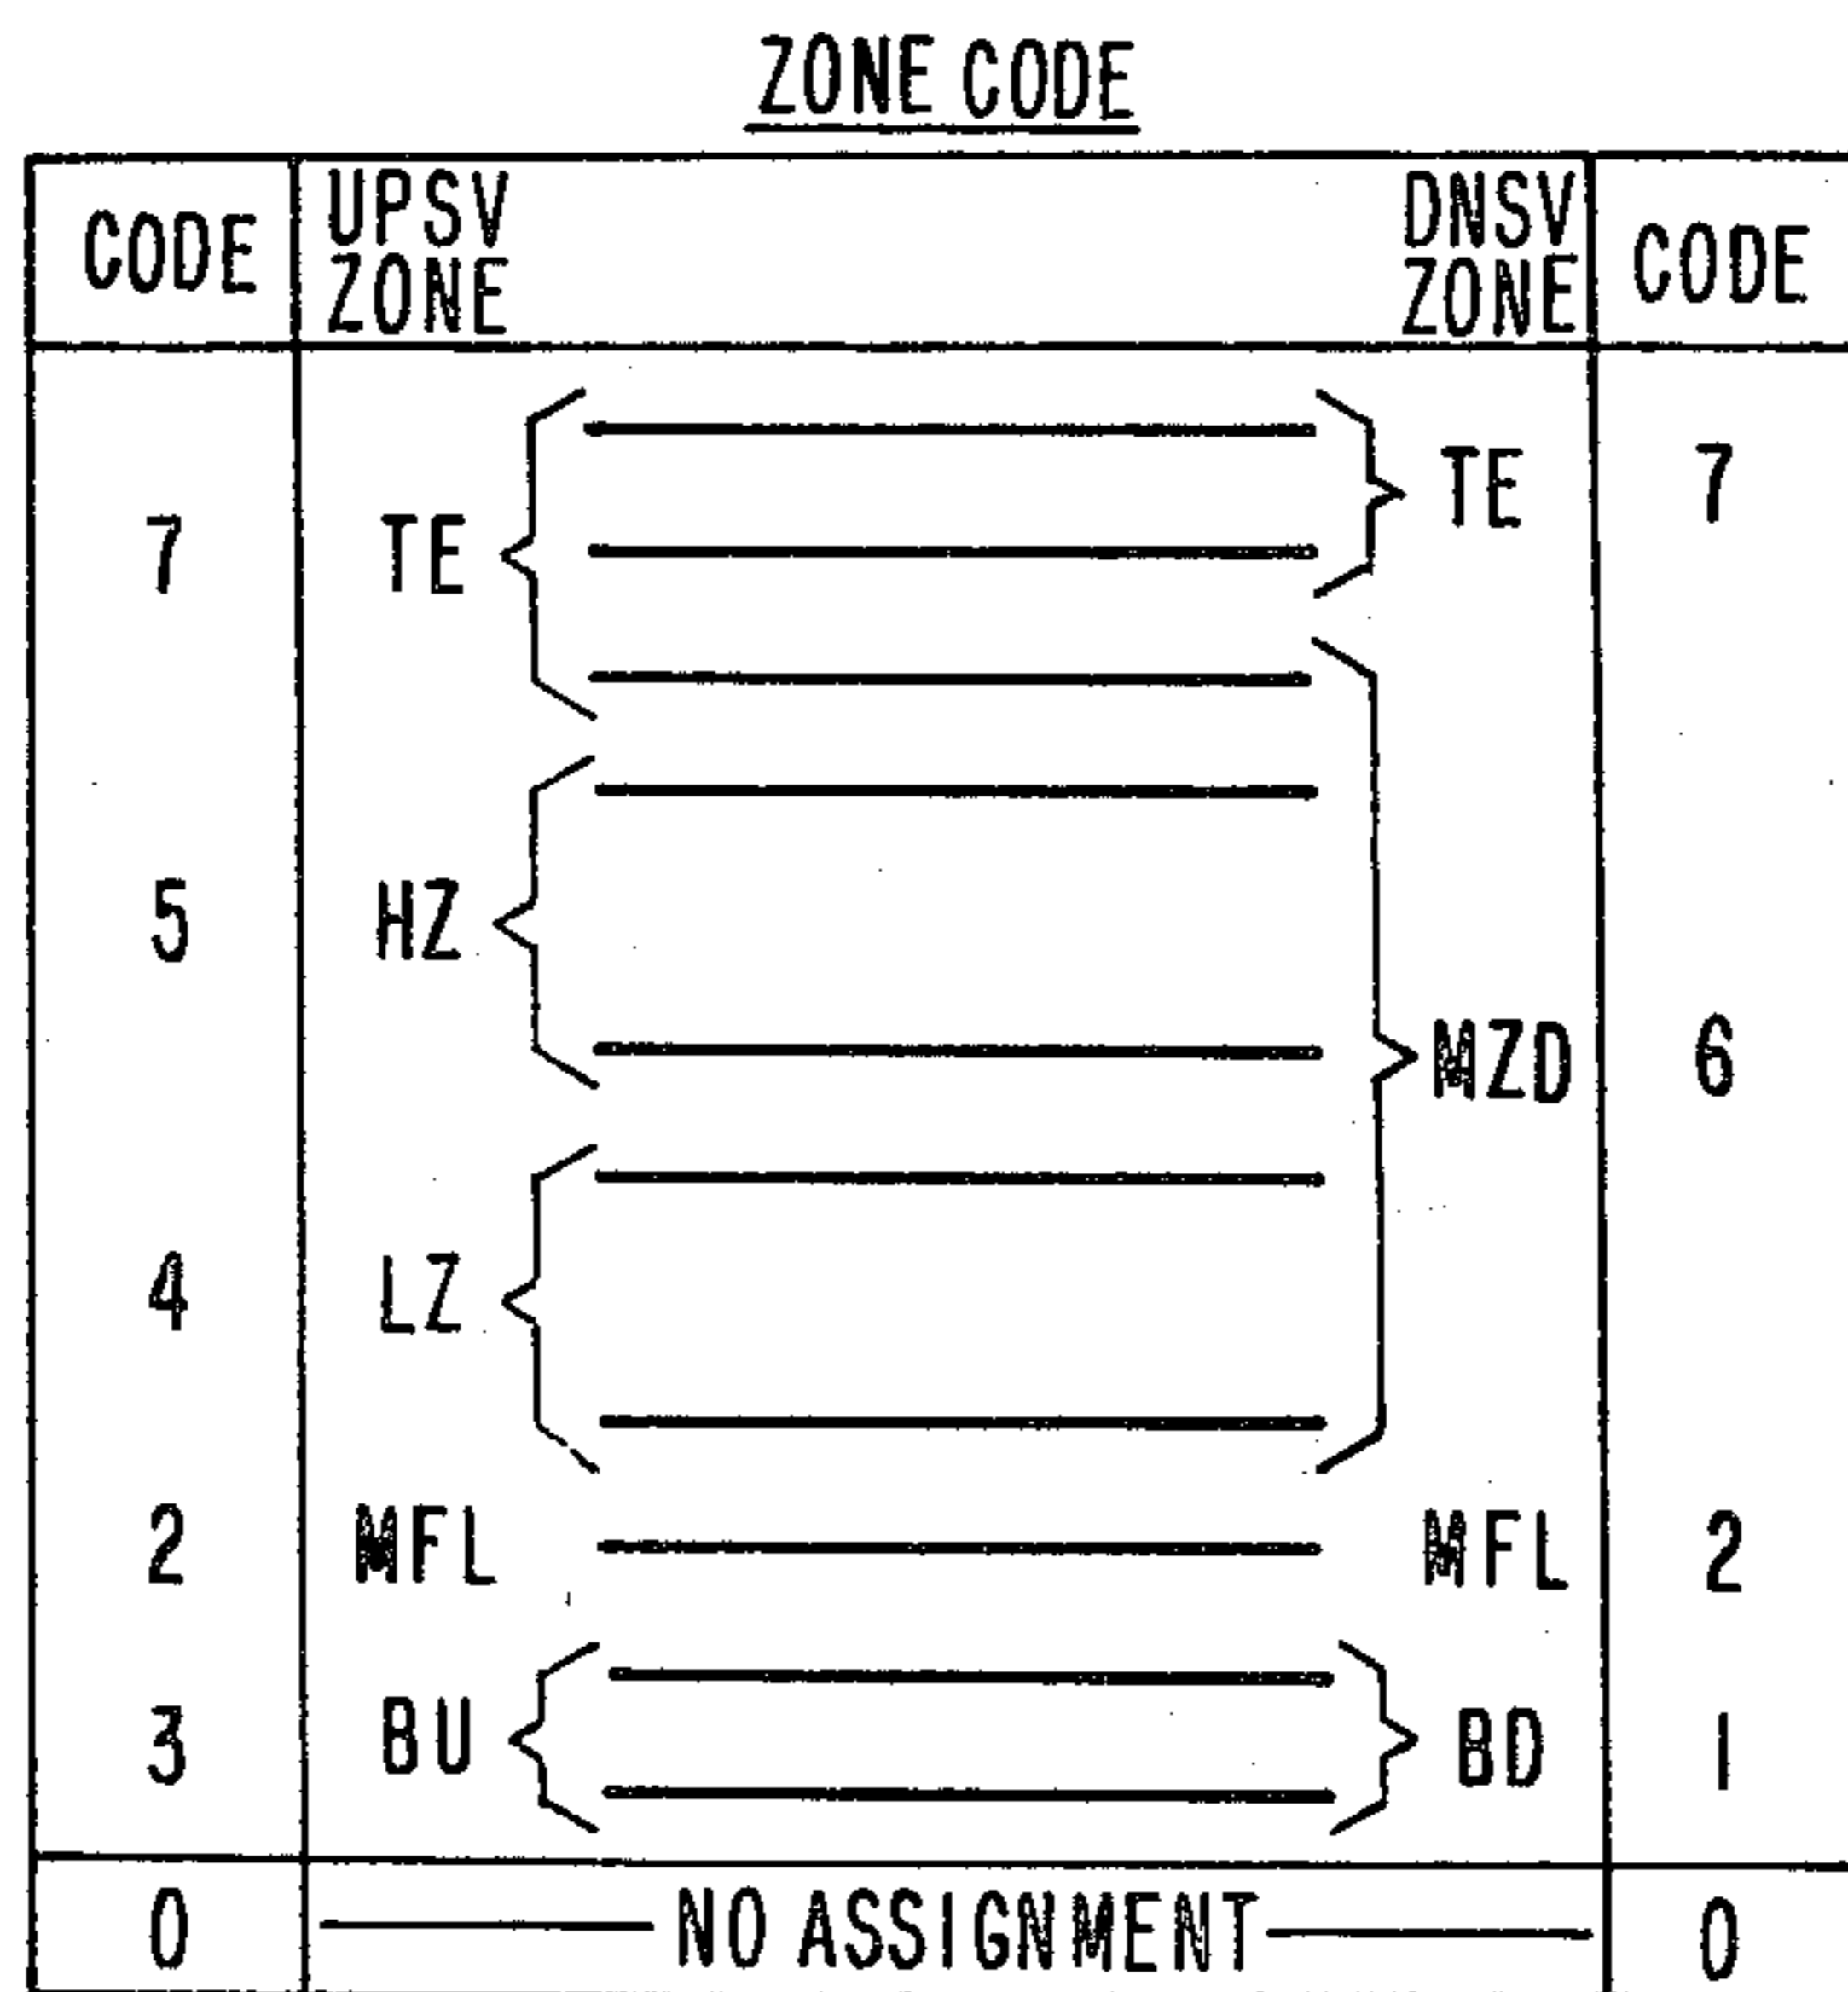 ZONE CODE
CODE UPSV ZONE DNSV ZONE CODE
TE 7
7 TE
5 HZ
MZD 6
4 LZ
2 MFL MFL 2
3 BU BD 1
0 NO ASSIGNMENT 0